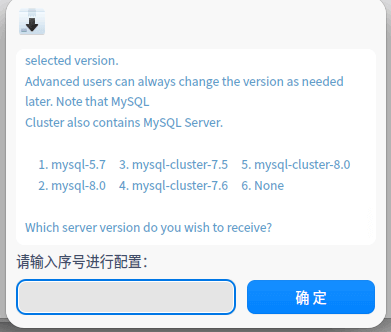 selected version.
Advanced users can always change the version as needed
later. Note that MySQL
Cluster also contains MySQL Server.
1. mysql-5.7 3. mysql-cluster-7.5 5. mysql-cluster-8.0
2. mysql-8.0 4. mysql-cluster-7.6 6. None
Which server version do you wish to receive?
请输入序号进行配置：
确 定